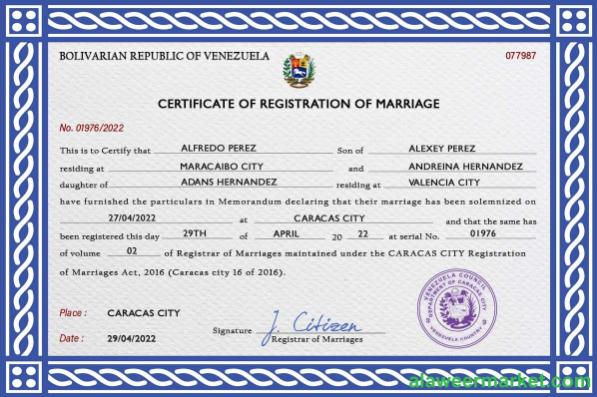 BOLIVARIAN REPUBLIC OF VENEZUELA 077987
CERTIFICATE OF REGISTRATION OF MARRIAGE
No. 01976/2022
This is to Certify that ALFREDO PEREZ Son of ALEXEY PEREZ
residing at MARACAIBO CITY and ANDREINA HERNANDEZ
daughter of ADANS HERNANDEZ residing at VALENCIA CITY
have furnished the particulars in Memorandum declaring that their marriage has been solemnized on
27/04/2022 at CARACAS CITY and that the same has
been registered this day 29TH of APRIL 20 22 at serial No. 01976
of volume 02 of Registrar of Marriages maintained under the CARACAS CITY Registration
of Marriages Act, 2016 (Caracas city 16 of 2016).
Place : CARACAS CITY
Signature J. Citizen
Date : 29/04/2022 Registrar of Marriages
VENEZUELA COUNCIL
DEPARTMENT OF CARACAS CITY
VENEZUELA COUNTRY
alaweermarket.com